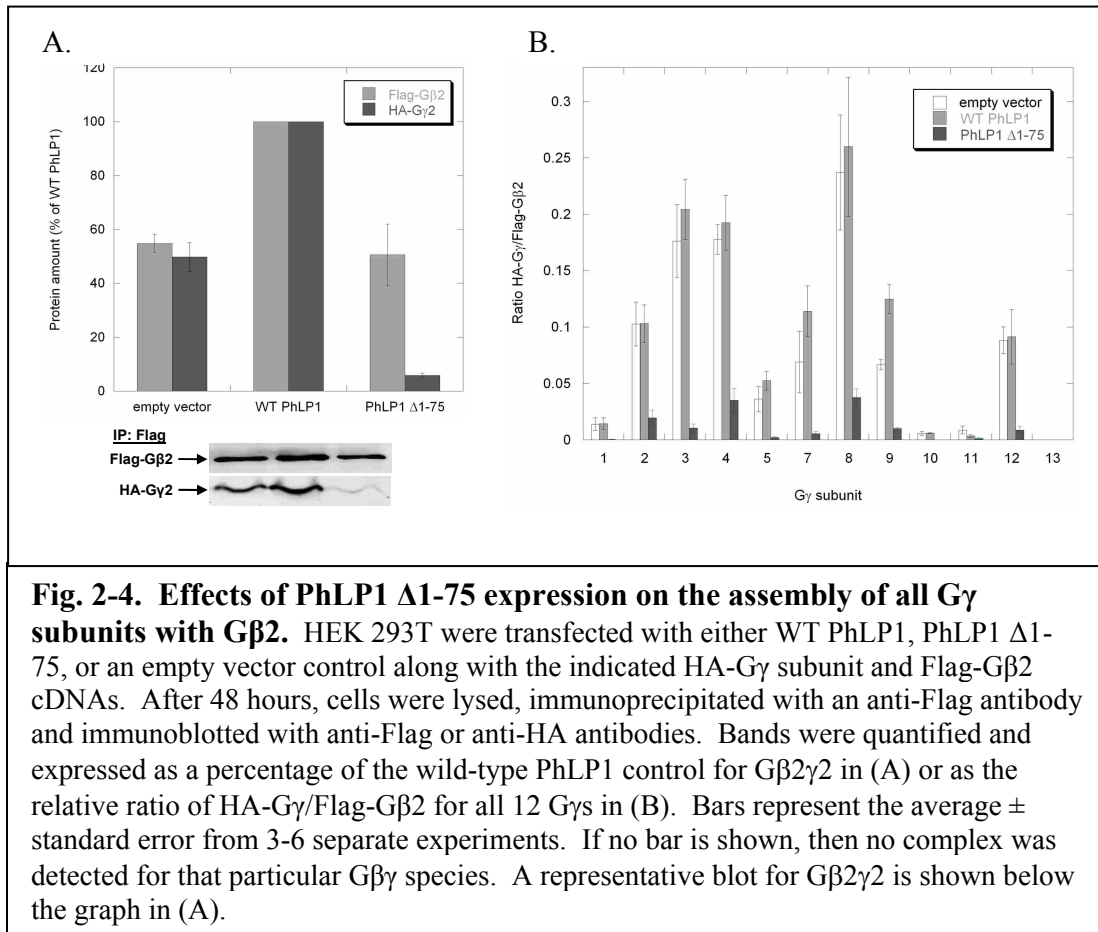 A.
120
100
80
60
40
20
0
Protein amount (% of WT PhLP1)
Flag-Gβ2
HA-Gγ2
empty vector
WT PhLP1
PhLP1 Δ1-75
IP: Flag
Flag-Gβ2
HA-Gγ2
B.
0.3
0.25
0.2
0.15
0.1
0.05
0
Ratio HA-Gγ/Flag-Gβ2
empty vector
WT PhLP1
PhLP1 Δ1-75
1 2 3 4 5 7 8 9 10 11 12 13
Gγ subunit
Fig. 2-4. Effects of PhLP1 Δ1-75 expression on the assembly of all Gγ
subunits with Gβ2. HEK 293T were transfected with either WT PhLP1, PhLP1 Δ1-
75, or an empty vector control along with the indicated HA-Gγ subunit and Flag-Gβ2
cDNAs. After 48 hours, cells were lysed, immunoprecipitated with an anti-Flag antibody
and immunoblotted with anti-Flag or anti-HA antibodies. Bands were quantified and
expressed as a percentage of the wild-type PhLP1 control for Gβ2γ2 in (A) or as the
relative ratio of HA-Gγ/Flag-Gβ2 for all 12 Gγs in (B). Bars represent the average ±
standard error from 3-6 separate experiments. If no bar is shown, then no complex was
detected for that particular Gβγ species. A representative blot for Gβ2γ2 is shown below
the graph in (A).